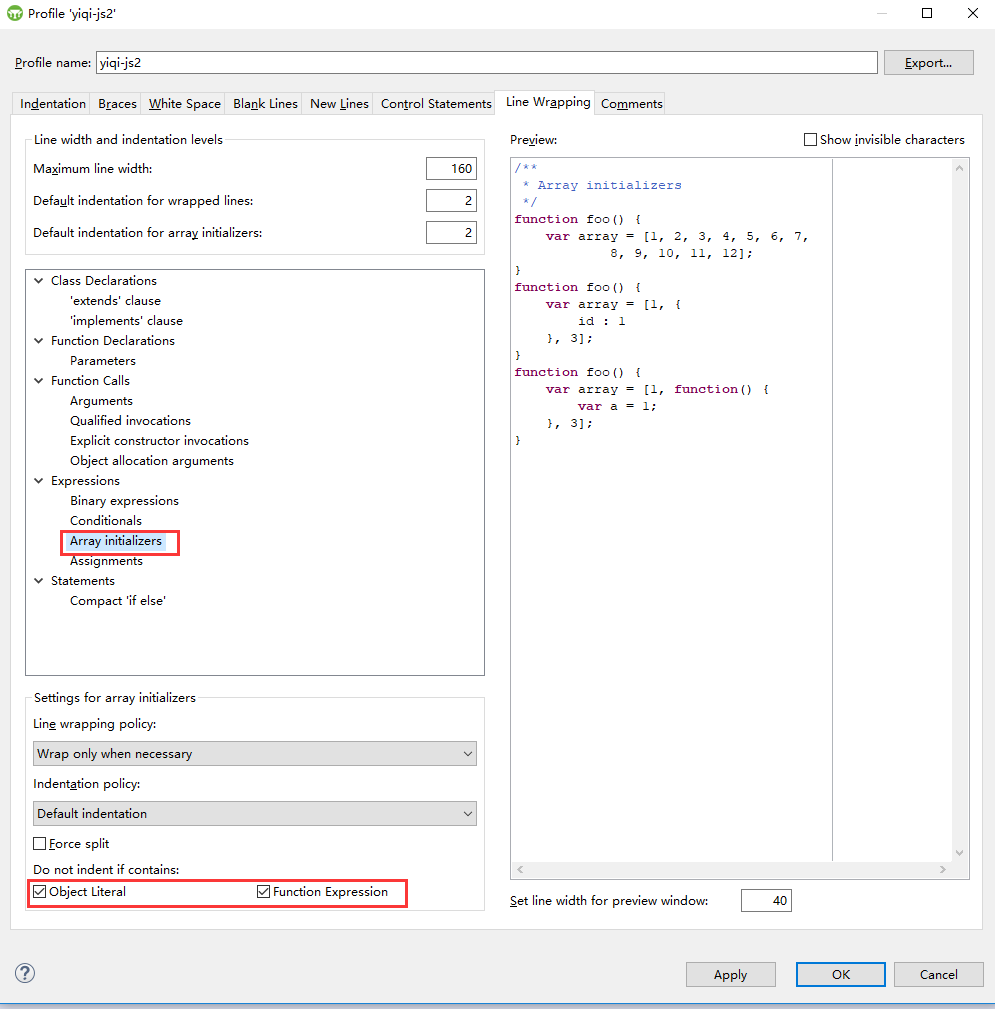 Profile 'yiqi-js2'
Profile name: yiqi-js2 Export...
Indentation Braces White Space Blank Lines New Lines Control Statements Line Wrapping Comments
Line width and indentation levels
Maximum line width: 160
Default indentation for wrapped lines: 2
Default indentation for array initializers: 2
Class Declarations
'extends' clause
'implements' clause
Function Declarations
Parameters
Function Calls
Arguments
Qualified invocations
Explicit constructor invocations
Object allocation arguments
Expressions
Binary expressions
Conditionals
Array initializers
Assignments
Statements
Compact 'if else'
Settings for array initializers
Line wrapping policy:
Wrap only when necessary
Indentation policy:
Default indentation
Force split
Do not indent if contains:
Object Literal Function Expression
Preview: Show invisible characters
/**
 * Array initializers
 */
function foo() {
    var array = [1, 2, 3, 4, 5, 6, 7,
            8, 9, 10, 11, 12];
}
function foo() {
    var array = [1, {
        id : 1
    }, 3];
}
function foo() {
    var array = [1, function() {
        var a = 1;
    }, 3];
}
Set line width for preview window: 40
?
Apply OK Cancel